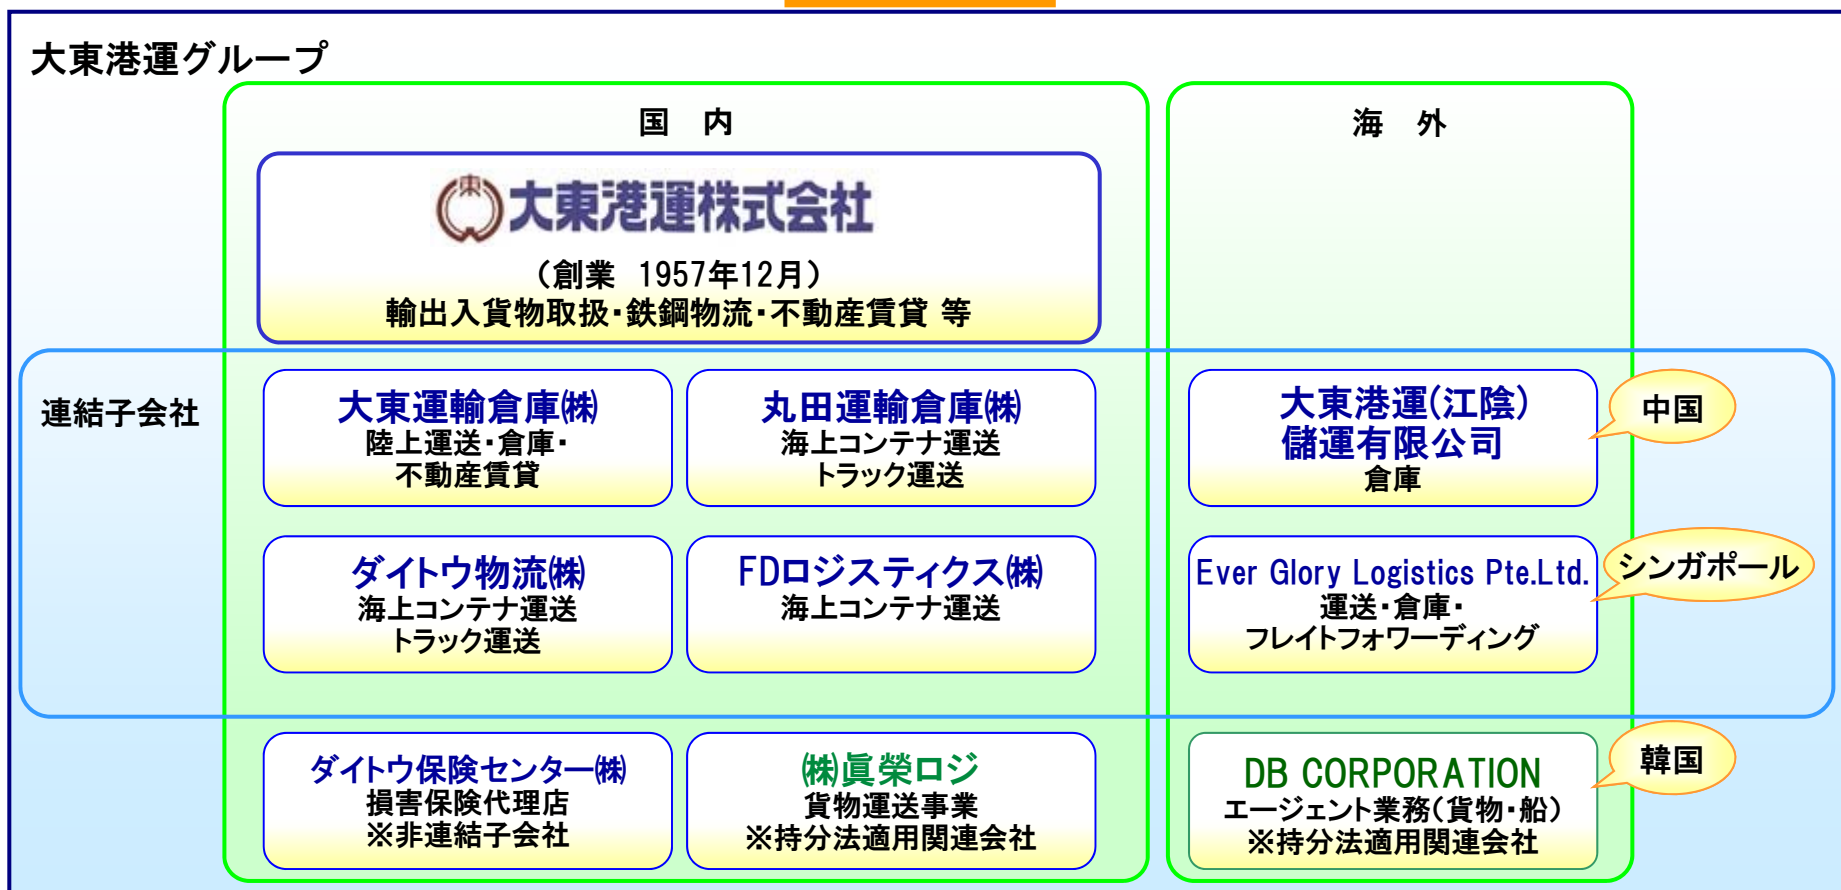 大東港運グループ
国 内
海 外
東 大東港運株式会社
（創業 1957年12月）
輸出入貨物取扱・鉄鋼物流・不動産賃貸 等
連結子会社
大東運輸倉庫㈱
陸上運送・倉庫・
不動産賃貸
丸田運輸倉庫㈱
海上コンテナ運送
トラック運送
大東港運(江陰)
儲運有限公司
倉庫
中国
ダイトウ物流㈱
海上コンテナ運送
トラック運送
FDロジスティクス㈱
海上コンテナ運送
Ever Glory Logistics Pte.Ltd.
運送・倉庫・
フレイトフォワーディング
シンガポール
ダイトウ保険センター㈱
損害保険代理店
※非連結子会社
㈱眞榮ロジ
貨物運送事業
※持分法適用関連会社
DB CORPORATION
エージェント業務（貨物・船）
※持分法適用関連会社
韓国